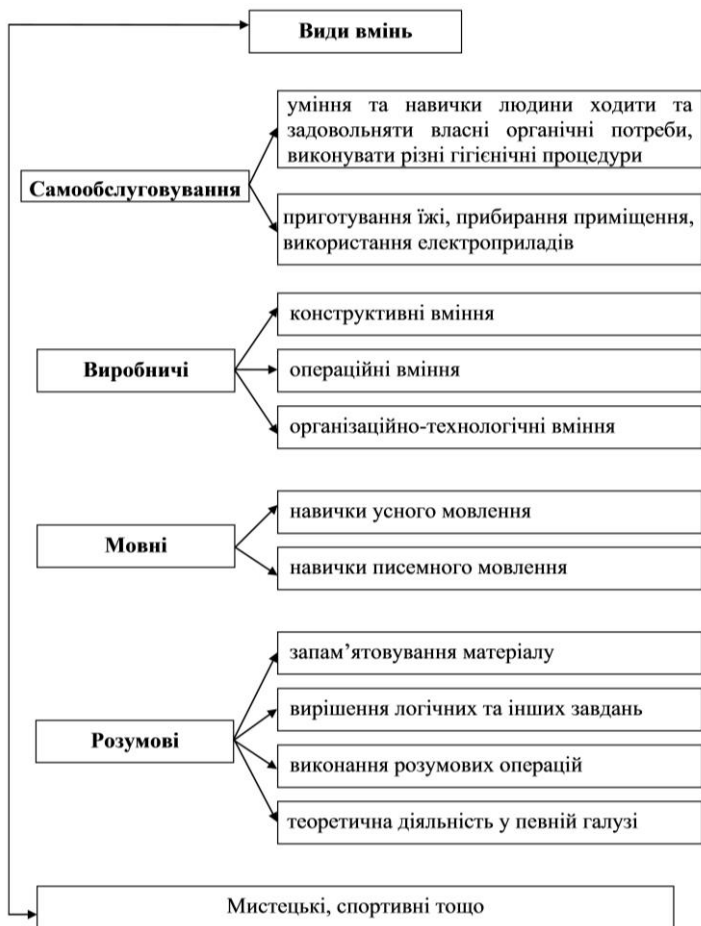 Види вмінь
уміння та навички людини ходити та
задовольняти власні органічні потреби,
виконувати різні гігієнічні процедури
Самообслуговування
приготування їжі, прибирання приміщення,
використання електроприладів
конструктивні вміння
Виробничі
операційні вміння
організаційно-технологічні вміння
навички усного мовлення
Мовні
навички писемного мовлення
запам’ятовування матеріалу
вирішення логічних та інших завдань
Розумові
виконання розумових операцій
теоретична діяльність у певній галузі
Мистецькі, спортивні тощо